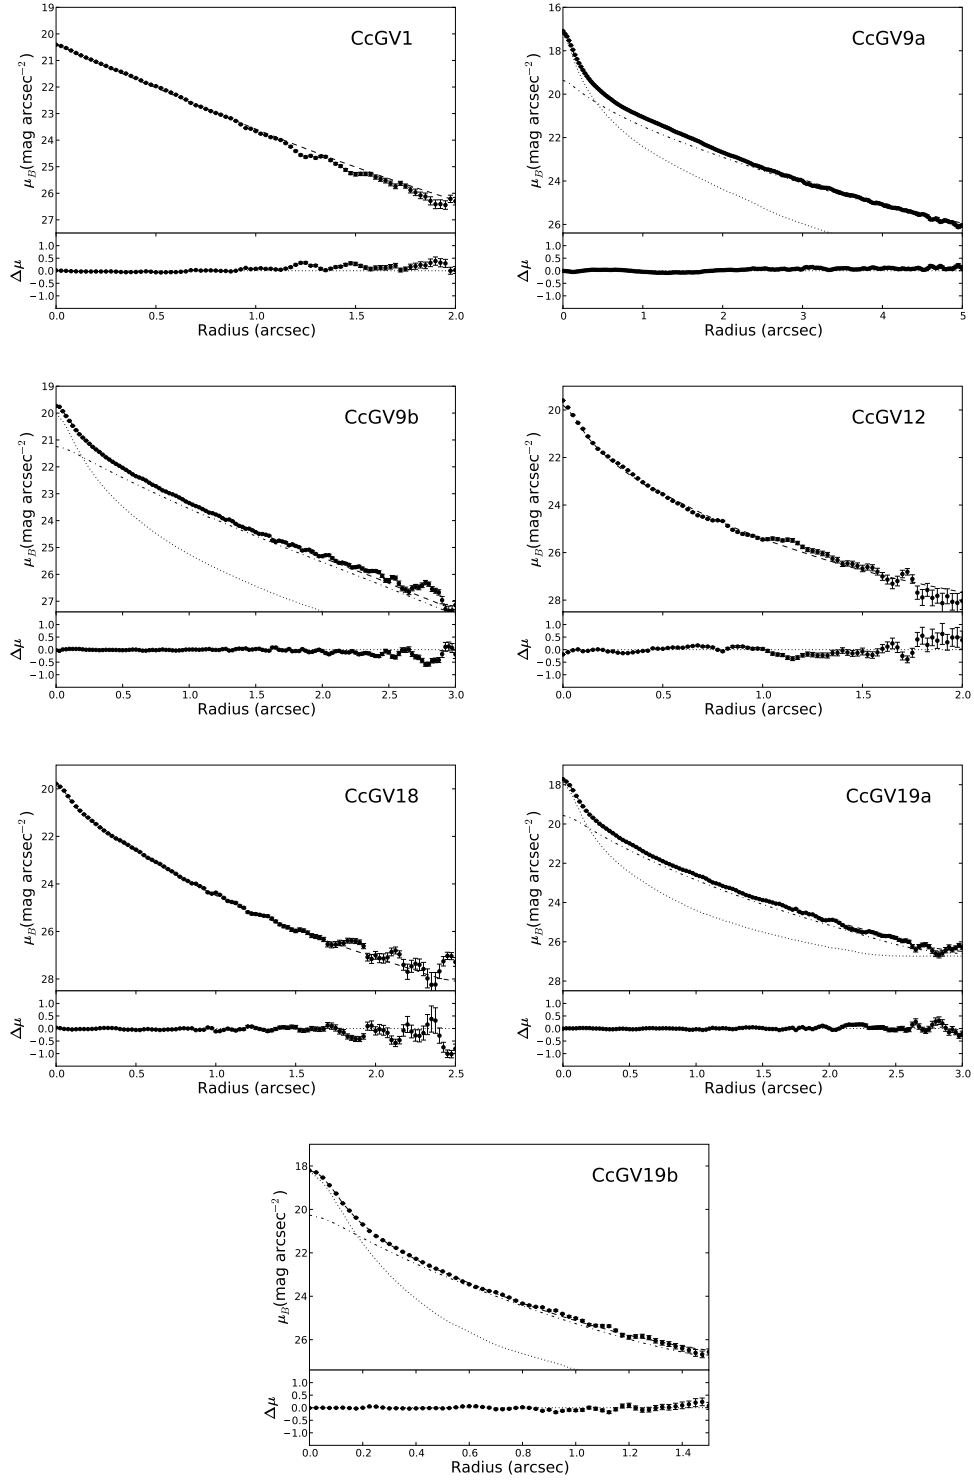 CcGV1
μB(mag arcsec−2)
19
20
21
22
23
24
25
26
27
Δμ
1.0
0.5
0.0
−0.5
−1.0
0.0 0.5 1.0 1.5 2.0
Radius (arcsec)
CcGV9a
μB(mag arcsec−2)
16
18
20
22
24
26
Δμ
1.0
0.5
0.0
−0.5
−1.0
0 1 2 3 4 5
Radius (arcsec)
CcGV9b
μB(mag arcsec−2)
19
20
21
22
23
24
25
26
27
Δμ
1.0
0.5
0.0
−0.5
−1.0
0.0 0.5 1.0 1.5 2.0 2.5 3.0
Radius (arcsec)
CcGV12
μB(mag arcsec−2)
20
22
24
26
28
Δμ
1.0
0.5
0.0
−0.5
−1.0
0.0 0.5 1.0 1.5 2.0
Radius (arcsec)
CcGV18
μB(mag arcsec−2)
20
22
24
26
28
Δμ
1.0
0.5
0.0
−0.5
−1.0
0.0 0.5 1.0 1.5 2.0 2.5
Radius (arcsec)
CcGV19a
μB(mag arcsec−2)
18
20
22
24
26
28
Δμ
1.0
0.5
0.0
−0.5
−1.0
0.0 0.5 1.0 1.5 2.0 2.5 3.0
Radius (arcsec)
CcGV19b
μB(mag arcsec−2)
18
20
22
24
26
Δμ
1.0
0.5
0.0
−0.5
−1.0
0.0 0.2 0.4 0.6 0.8 1.0 1.2 1.4
Radius (arcsec)